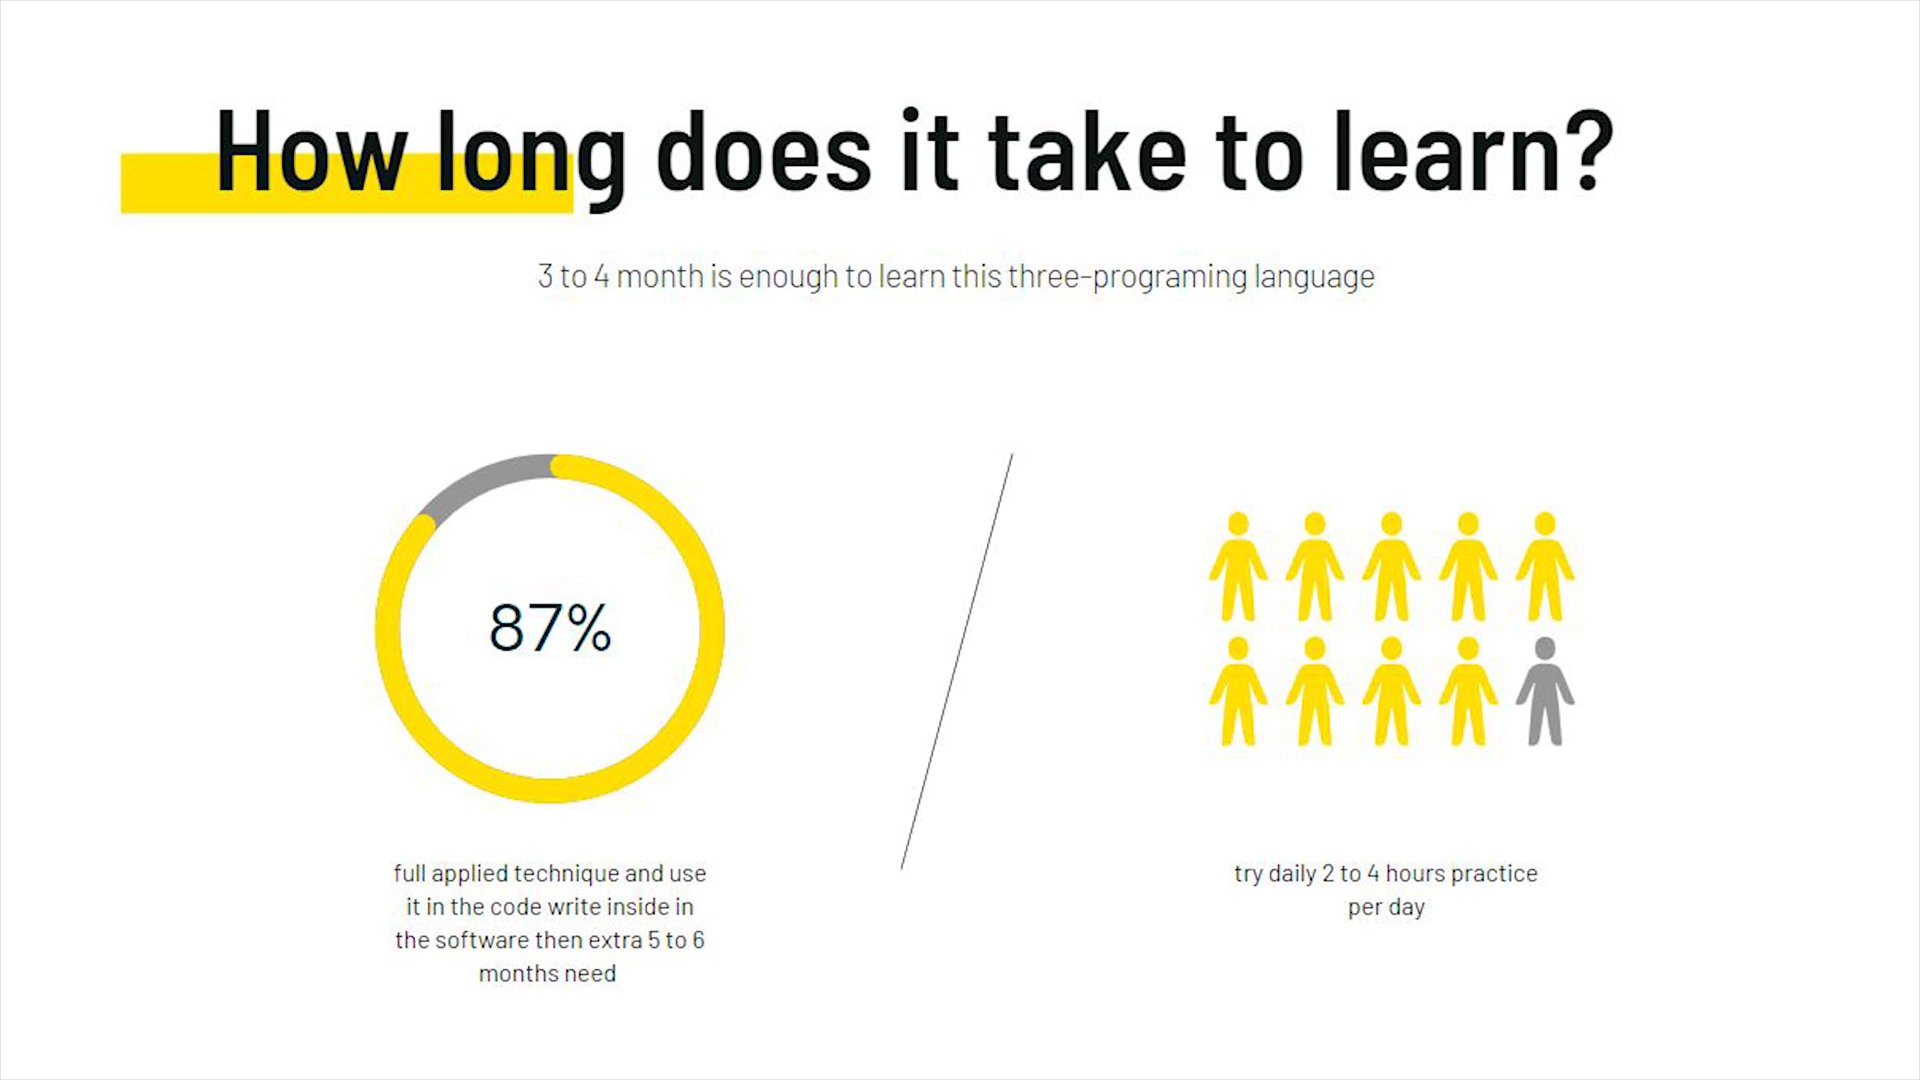 How long does it take to learn?
3 to 4 month is enough to learn this three-programing language
87%
full applied technique and use
it in the code write inside in
the software then extra 5 to 6
months need
try daily 2 to 4 hours practice
per day